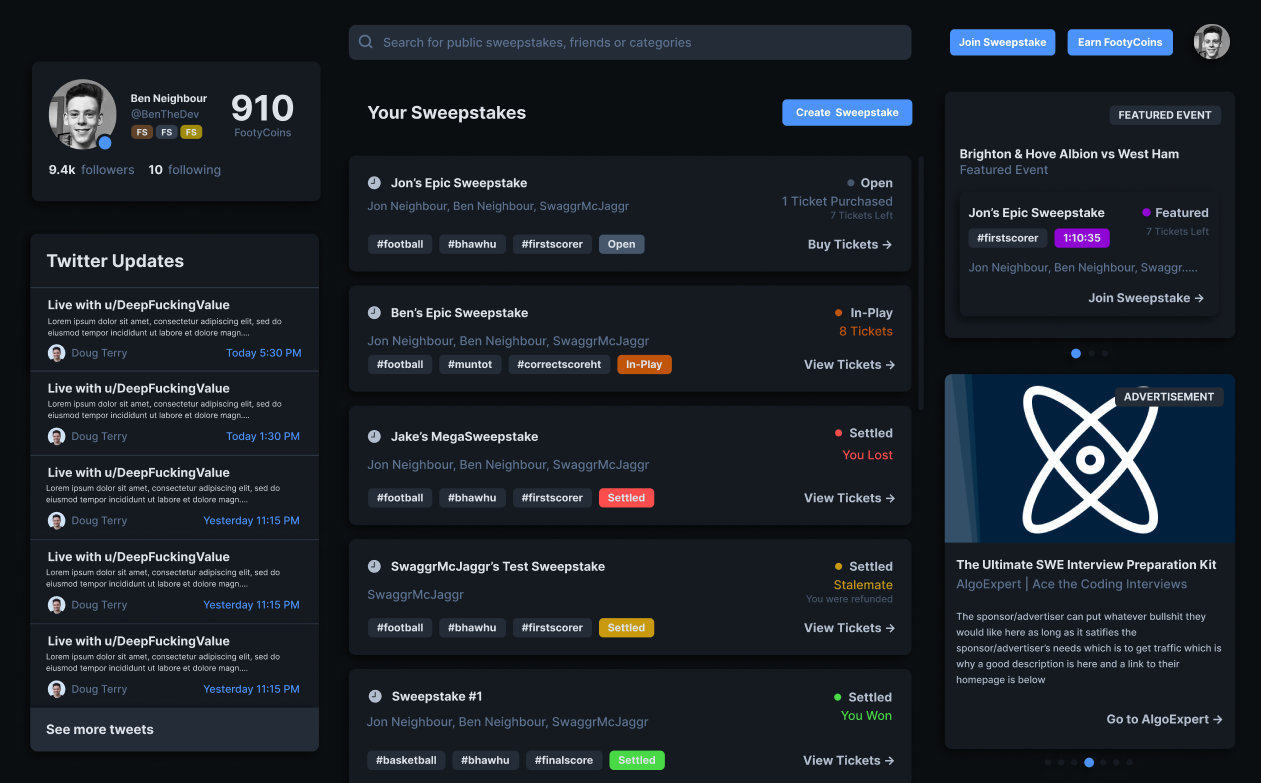 Search for public sweepstakes, friends or categories
Join Sweepstake
Earn FootyCoins
Ben Neighbour
@BenTheDev
FS FS FS
910
FootyCoins
9.4k followers 10 following
Twitter Updates
Live with u/DeepFuckingValue
Lorem ipsum dolor sit amet, consectetur adipiscing elit, sed do
eiusmod tempor incididunt ut labore et dolore magn....
Doug Terry Today 5:30 PM
Live with u/DeepFuckingValue
Lorem ipsum dolor sit amet, consectetur adipiscing elit, sed do
eiusmod tempor incididunt ut labore et dolore magn....
Doug Terry Today 1:30 PM
Live with u/DeepFuckingValue
Lorem ipsum dolor sit amet, consectetur adipiscing elit, sed do
eiusmod tempor incididunt ut labore et dolore magn....
Doug Terry Yesterday 11:15 PM
Live with u/DeepFuckingValue
Lorem ipsum dolor sit amet, consectetur adipiscing elit, sed do
eiusmod tempor incididunt ut labore et dolore magn....
Doug Terry Yesterday 11:15 PM
Live with u/DeepFuckingValue
Lorem ipsum dolor sit amet, consectetur adipiscing elit, sed do
eiusmod tempor incididunt ut labore et dolore magn....
Doug Terry Yesterday 11:15 PM
See more tweets
Your Sweepstakes
Create Sweepstake
Jon's Epic Sweepstake
Open
Jon Neighbour, Ben Neighbour, SwaggrMcJaggr
1 Ticket Purchased
7 Tickets Left
#football #bhawhu #firstscorer Open
Buy Tickets →
Ben's Epic Sweepstake
In-Play
8 Tickets
Jon Neighbour, Ben Neighbour, SwaggrMcJaggr
#football #muntot #correctscoreht In-Play
View Tickets →
Jake's MegaSweepstake
Settled
You Lost
Jon Neighbour, Ben Neighbour, SwaggrMcJaggr
#football #bhawhu #firstscorer Settled
View Tickets →
SwaggrMcJaggr's Test Sweepstake
Settled
Stalemate
SwaggrMcJaggr
You were refunded
#football #bhawhu #firstscorer Settled
View Tickets →
Sweepstake #1
Settled
You Won
Jon Neighbour, Ben Neighbour, SwaggrMcJaggr
#basketball #bhawhu #finalscore Settled
View Tickets →
FEATURED EVENT
Brighton & Hove Albion vs West Ham
Featured Event
Jon's Epic Sweepstake
Featured
#firstscorer 1:10:35
7 Tickets Left
Jon Neighbour, Ben Neighbour, Swaggr.....
Join Sweepstake →
ADVERTISEMENT
The Ultimate SWE Interview Preparation Kit
AlgoExpert | Ace the Coding Interviews
The sponsor/advertiser can put whatever bullshit they
would like here as long as it satifies the
sponsor/advertiser's needs which is to get traffic which is
why a good description is here and a link to their
homepage is below
Go to AlgoExpert →